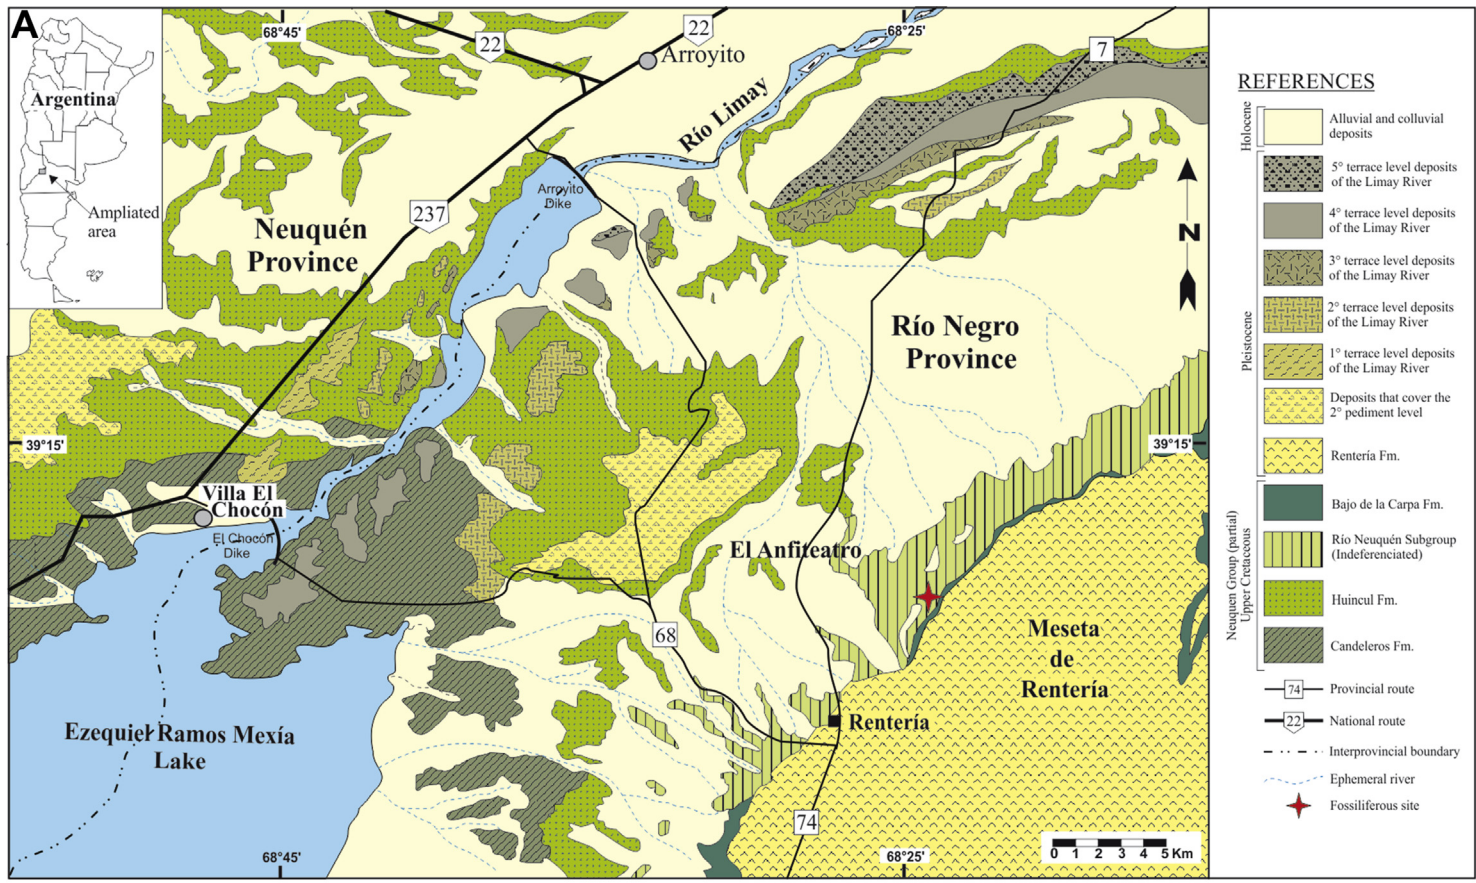 A
Argentina
Ampliated
area
68°45'
22
22
Arroyito
68°25'
7
Río Limay
Arroyito
Dike
237
Neuquén
Province
N
Río Negro
Province
39°15'
39°15'
Villa El
Chocón
El Chocón
Dike
El Anfiteatro
68
Meseta
de
Rentería
Rentería
Ezequiel Ramos Mexía
Lake
74
68°45'
68°25'
0 1 2 3 4 5 Km
REFERENCES
Holocene
Alluvial and colluvial
deposits
Pleistocene
5° terrace level deposits
of the Limay River
4° terrace level deposits
of the Limay River
3° terrace level deposits
of the Limay River
2° terrace level deposits
of the Limay River
1° terrace level deposits
of the Limay River
Deposits that cover the
2° pediment level
Rentería Fm.
Neuquen Group (partial)
Upper Cretaceous
Bajo de la Carpa Fm.
Río Neuquén Subgroup
(Indeferenciated)
Huincul Fm.
Candeleros Fm.
74 Provincial route
22 National route
Interprovincial boundary
Ephemeral river
Fossiliferous site